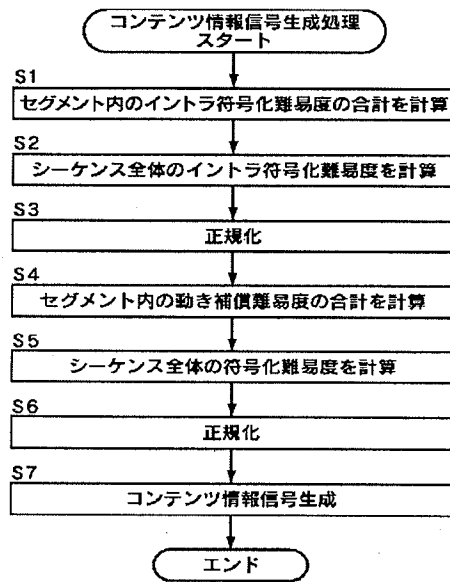 コンテンツ情報信号生成処理
スタート
S1
セグメント内のイントラ符号化難易度の合計を計算
S2
シーケンス全体のイントラ符号化難易度を計算
S3
正規化
S4
セグメント内の動き補償難易度の合計を計算
S5
シーケンス全体の符号化難易度を計算
S6
正規化
S7
コンテンツ情報信号生成
エンド